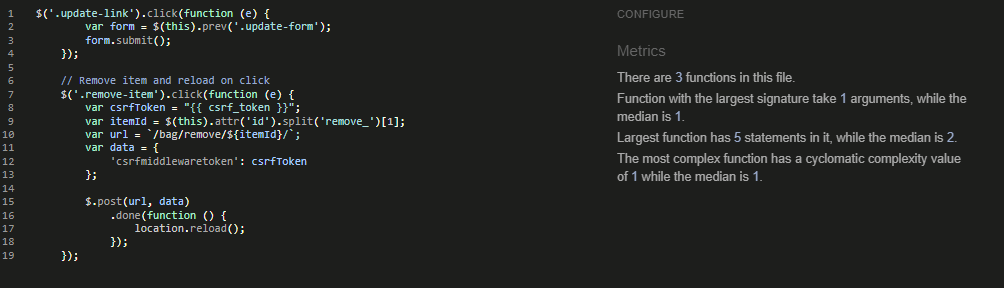 1 $('.update-link').click(function (e) {
2 var form = $(this).prev('.update-form');
3 form.submit();
4 });
5
6 // Remove item and reload on click
7 $('.remove-item').click(function (e) {
8 var csrfToken = "{{ csrf_token }}";
9 var itemId = $(this).attr('id').split('remove_')[1];
10 var url = `/bag/remove/${itemId}/`;
11 var data = {
12 'csrfmiddlewaretoken': csrfToken
13 };
14
15 $.post(url, data)
16 .done(function () {
17 location.reload();
18 });
19 });
CONFIGURE
Metrics
There are 3 functions in this file.
Function with the largest signature take 1 arguments, while the
median is 1.
Largest function has 5 statements in it, while the median is 2.
The most complex function has a cyclomatic complexity value
of 1 while the median is 1.